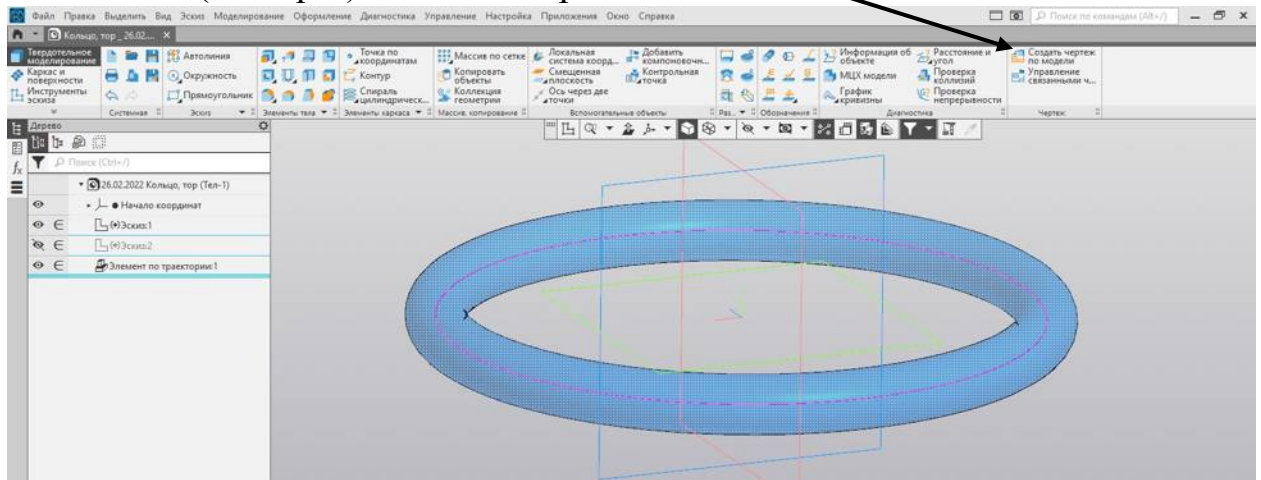 Файл Правка Выделить Вид Эскиз Моделирование Оформление Диагностика Управление Настройка Приложения Окно Справка Поиск по командам (Alt+/)
Кольцо, тор _26.02....
Твердотельное моделирование
Каркас и поверхности
Инструменты эскиза
Системная
Автолиния
Окружность
Прямоугольник
Эскиз
Элементы тела
Точка по координатам
Контур
Спираль цилиндрическ...
Элементы каркаса
Массив по сетке
Копировать объекты
Коллекция геометрии
Массив, копирование
Локальная система коорд...
Смещенная плоскость
Ось через две точки
Добавить компоновочн...
Контрольная точка
Вспомогательные объекты
Раз...
Обозначения
Информация об объекте
МЦХ модели
График кривизны
Расстояние и угол
Проверка коллизий
Проверка непрерывности
Диагностика
Создать чертеж по модели
Управление связанными ч...
Чертеж
Дерево
Поиск (Ctrl+/)
26.02.2022 Кольцо, тор (Тел-1)
Начало координат
(+)Эскиз:1
(+)Эскиз:2
Элемент по траектории:1